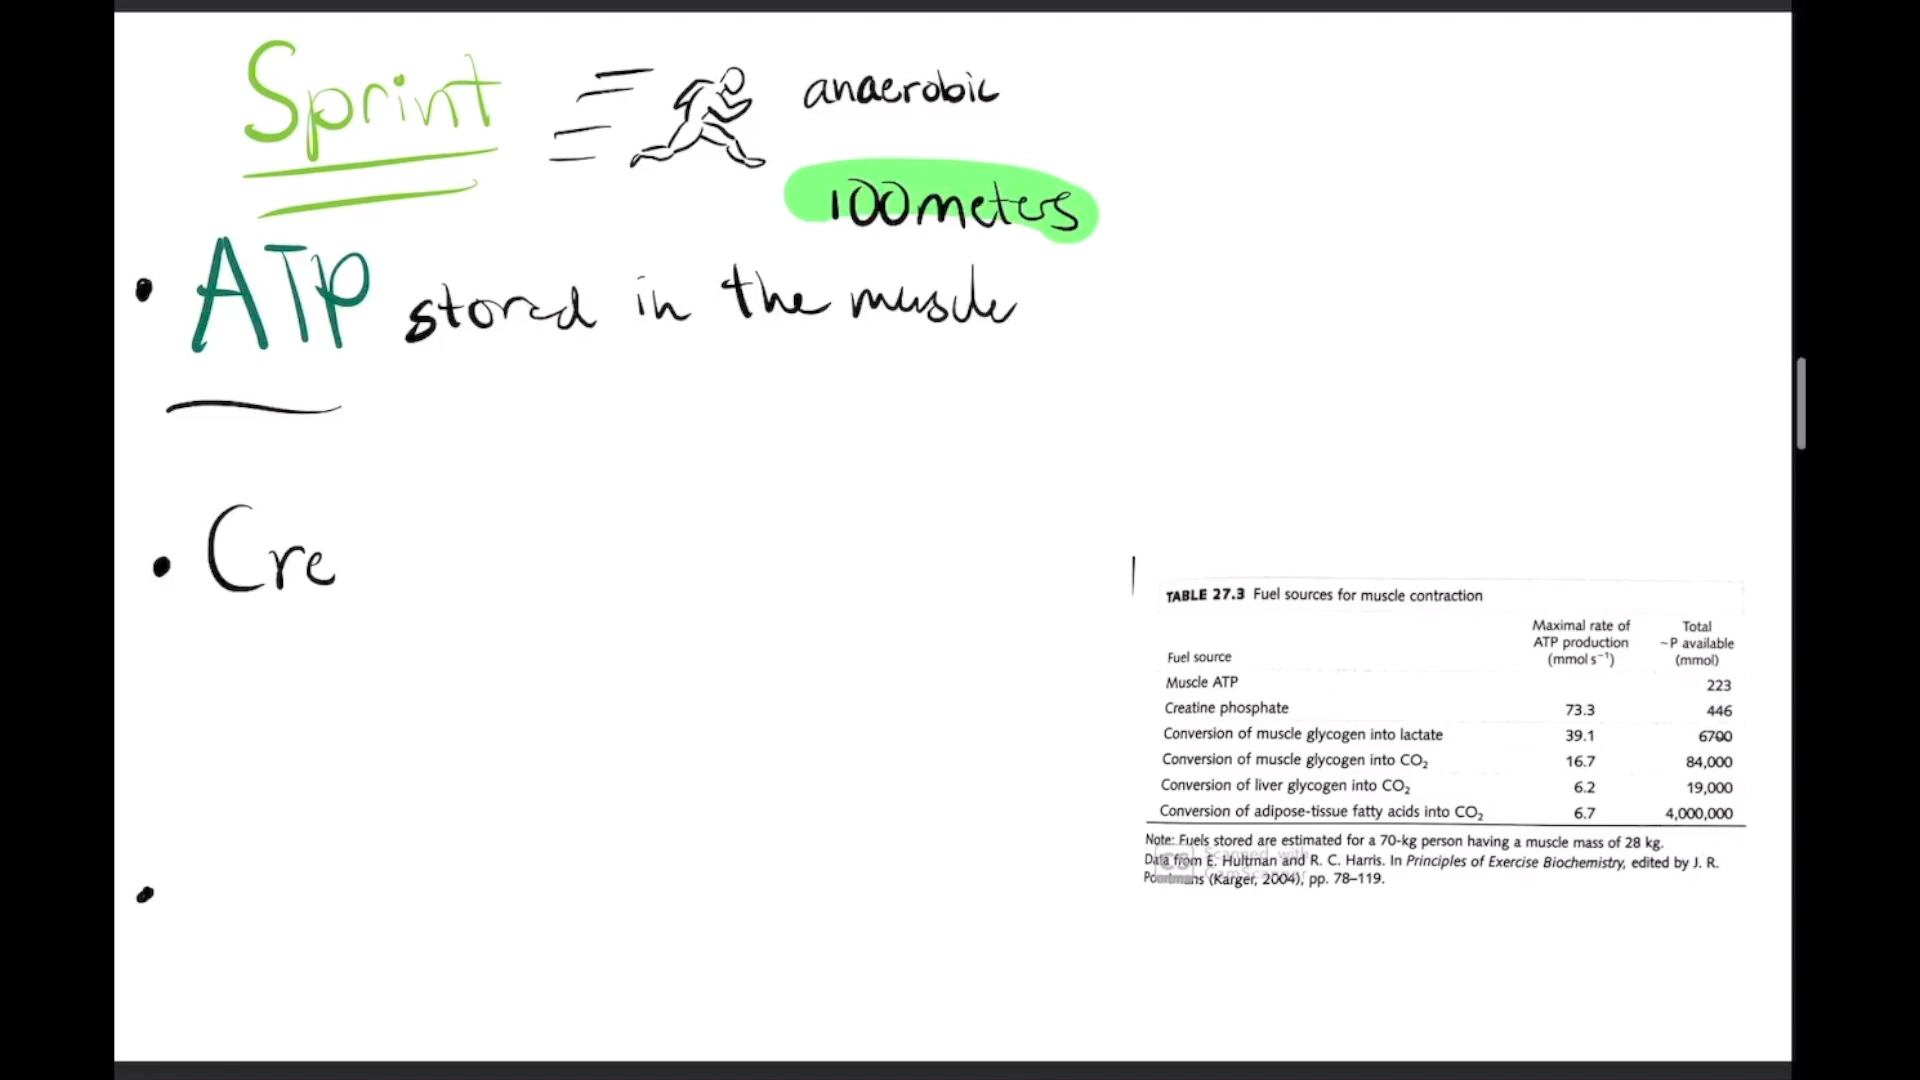 Sprint
anaerobic
100meters
• ATP stored in the muscle
• Cre
•
TABLE 27.3 Fuel sources for muscle contraction
Fuel source Maximal rate of ATP production (mmol s⁻¹) Total ~P available (mmol)
Muscle ATP 223
Creatine phosphate 73.3 446
Conversion of muscle glycogen into lactate 39.1 6700
Conversion of muscle glycogen into CO₂ 16.7 84,000
Conversion of liver glycogen into CO₂ 6.2 19,000
Conversion of adipose-tissue fatty acids into CO₂ 6.7 4,000,000
Note: Fuels stored are estimated for a 70-kg person having a muscle mass of 28 kg.
Data from E. Hultman and R. C. Harris. In Principles of Exercise Biochemistry, edited by J. R.
Poortmans (Karger, 2004), pp. 78–119.
CS Scanned with
CamScanner